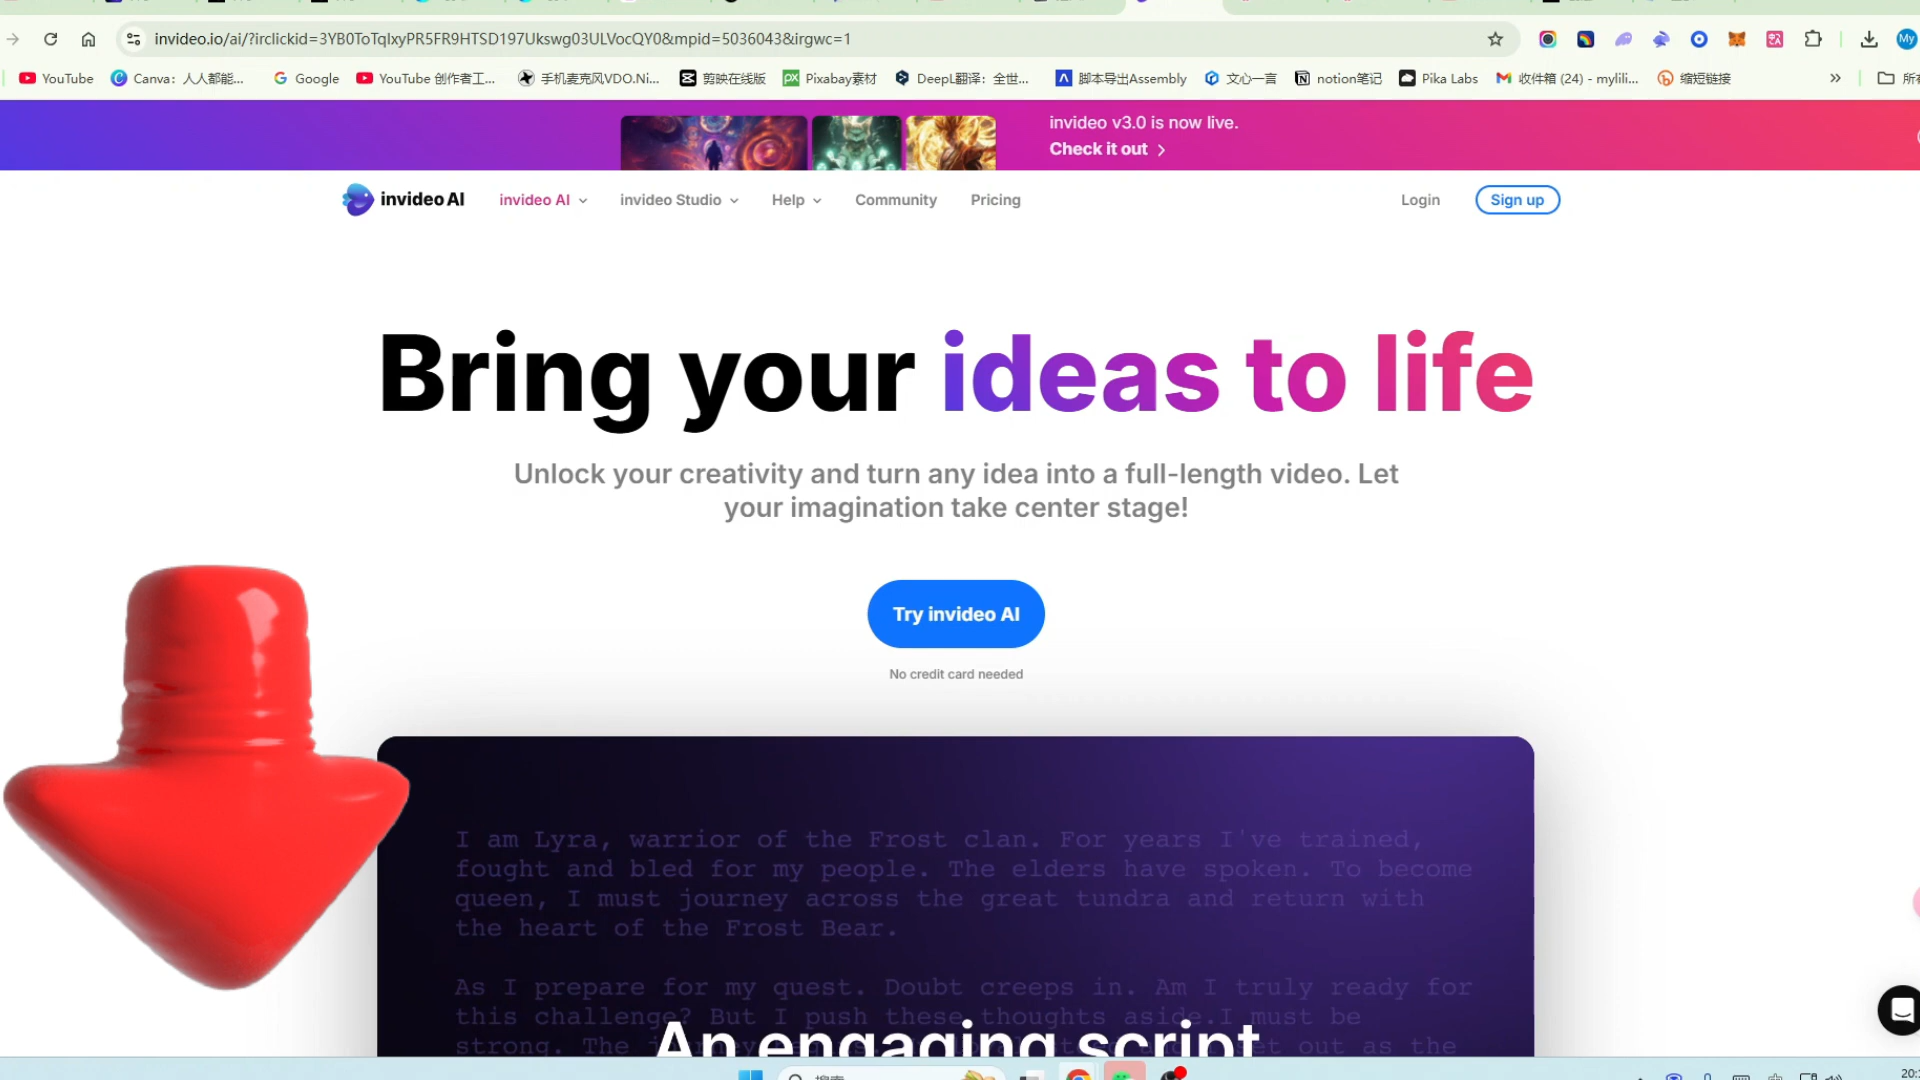 invideo.io/ai/?irclickid=3YB0ToTqIxyPR5FR9HTSD197Ukswg03ULVocQY0&mpid=5036043&irgwc=1
My
YouTube
Canva：人人都能...
Google
YouTube 创作者工...
手机麦克风VDO.Ni...
剪映在线版
Pixabay素材
DeepL翻译：全世...
脚本导出Assembly
文心一言
notion笔记
Pika Labs
收件箱 (24) - mylili...
缩短链接
invideo v3.0 is now live.
Check it out
invideo AI
invideo AI
invideo Studio
Help
Community
Pricing
Login
Sign up
Bring your ideas to life
Unlock your creativity and turn any idea into a full-length video. Let
your imagination take center stage!
Try invideo AI
No credit card needed
I am Lyra, warrior of the Frost clan. For years I've trained,
fought and bled for my people. The elders have spoken. To become
queen, I must journey across the great tundra and return with
the heart of the Frost Bear.
As I prepare for my quest. Doubt creeps in. Am I truly ready for
this challenge? But I push these thoughts aside.I must be
strong. The
out as the
An engaging script